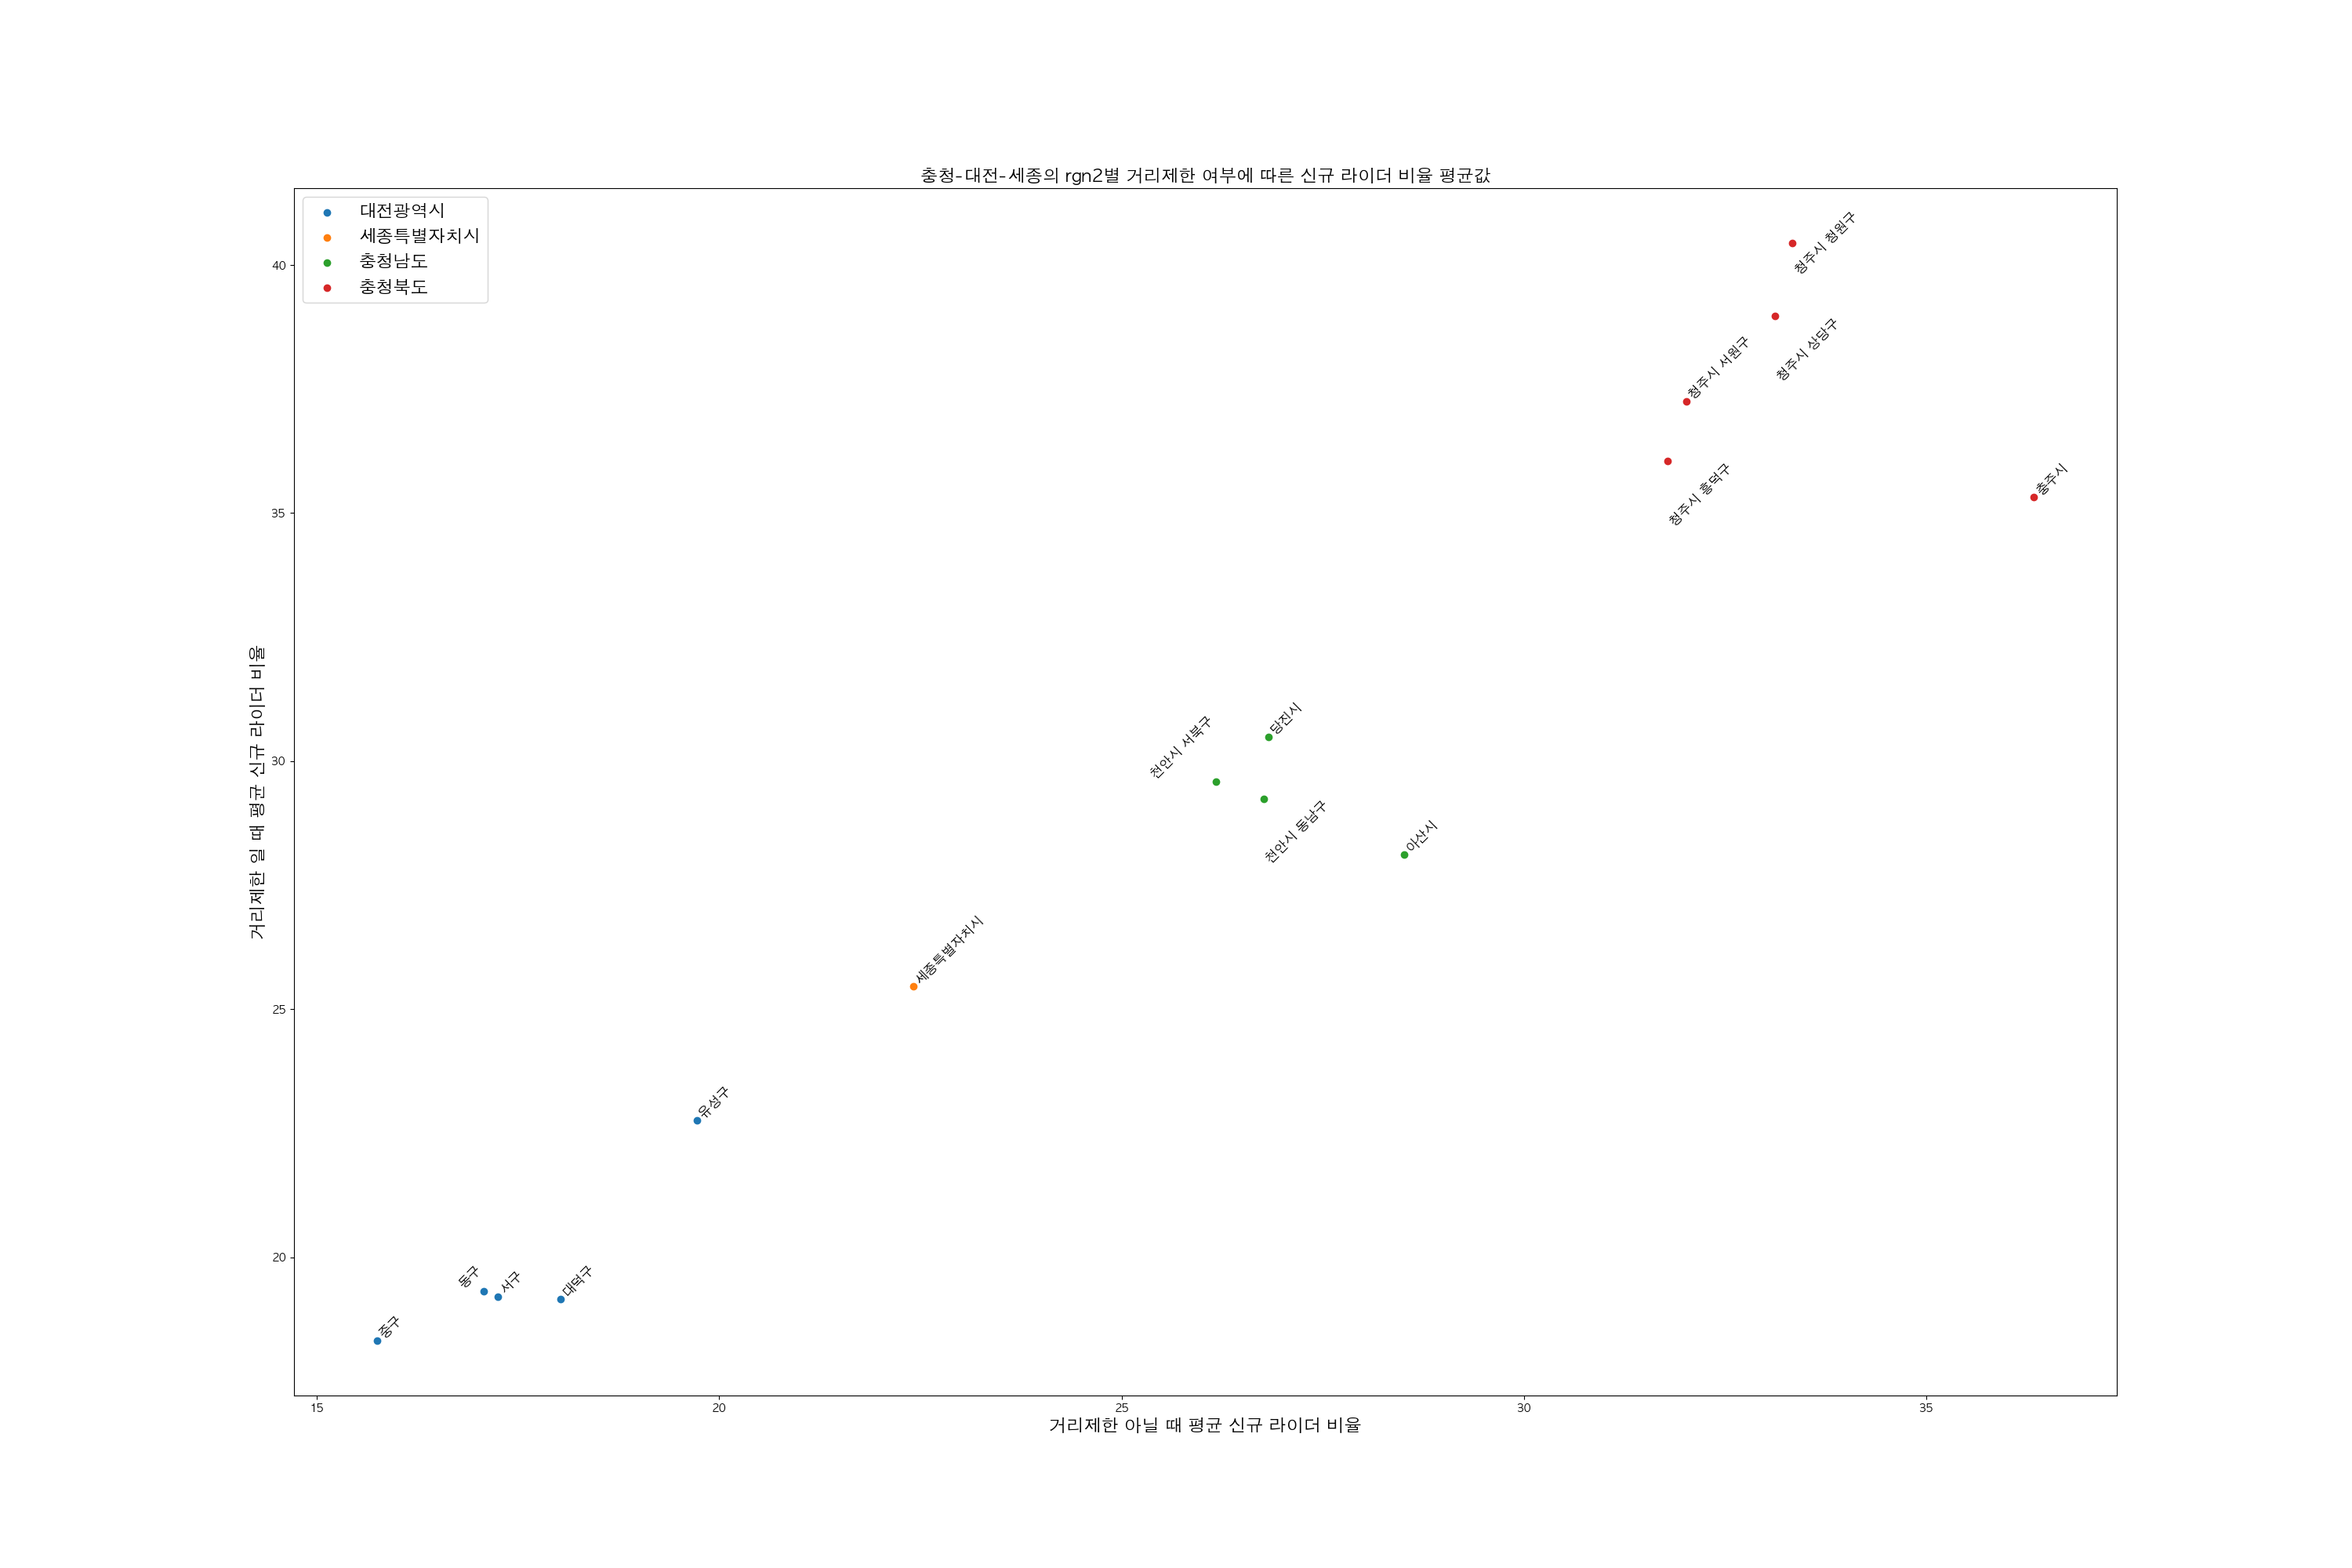 충청-대전-세종의 rgn2별 거리제한 여부에 따른 신규 라이더 비율 평균값
대전광역시
세종특별자치시
충청남도
충청북도
청주시 청원구
청주시 상당구
청주시 서원구
청주시 흥덕구
충주시
당진시
천안시 서북구
천안시 동남구
아산시
세종특별자치시
유성구
동구
서구
대덕구
중구
거리제한 일 때 평균 신규 라이더 비율
40
35
30
25
20
15
20
25
30
35
거리제한 아닐 때 평균 신규 라이더 비율